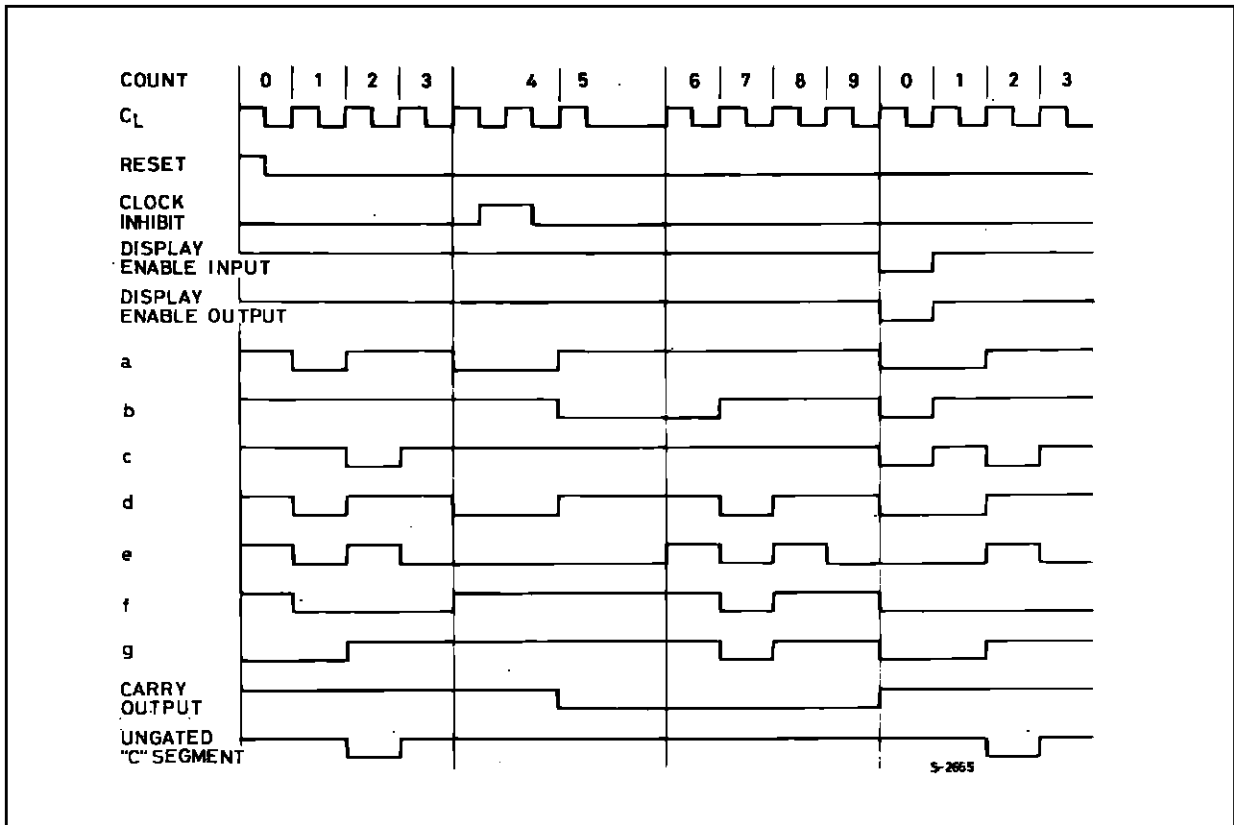 COUNT 0 1 2 3 4 5 6 7 8 9 0 1 2 3
CL
RESET
CLOCK
INHIBIT
DISPLAY
ENABLE INPUT
DISPLAY
ENABLE OUTPUT
a
b
c
d
e
f
g
CARRY
OUTPUT
UNGATED
"C" SEGMENT
S-2665